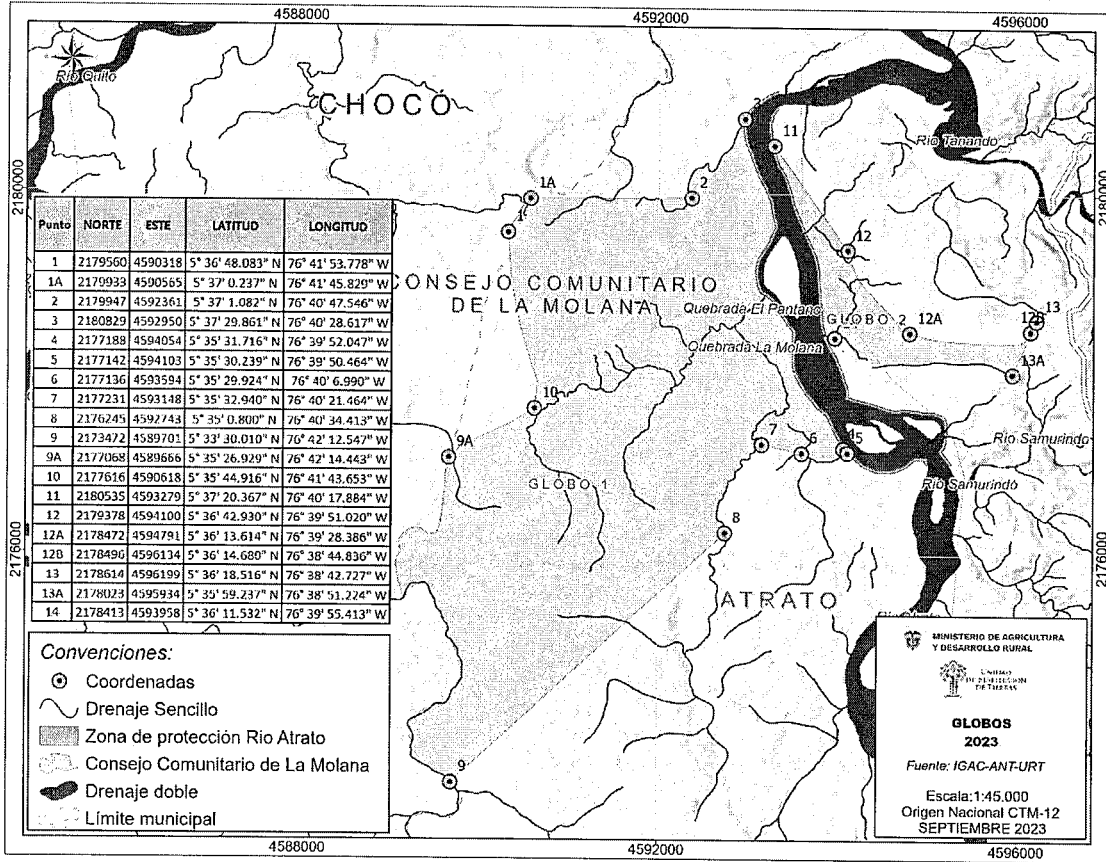 4588000
4592000
4596000
2180000
2180000
2176000
2176000
4588000
4592000
4596000
Río Quito
CHOCÓ
Rio Tanando
CONSEJO COMUNITARIO
DE LA MOLANA
Quebrada El Pantano
Quebrada La Molana
GLOBO 2
GLOBO 1
Rio Samurindo
Rio Samurindó
ATRATO
1
1A
2
3
11
12
12A
12B
13
13A
10
9A
7
6
5
8
9
Punto NORTE ESTE LATITUD LONGITUD
1 2179560 4590318 5° 36' 48.083" N 76° 41' 53.778" W
1A 2179933 4590565 5° 37' 0.237" N 76° 41' 45.829" W
2 2179947 4592361 5° 37' 1.082" N 76° 40' 47.546" W
3 2180829 4592950 5° 37' 29.861" N 76° 40' 28.617" W
4 2177188 4594054 5° 35' 31.716" N 76° 39' 52.047" W
5 2177142 4594103 5° 35' 30.239" N 76° 39' 50.464" W
6 2177136 4593594 5° 35' 29.924" N 76° 40' 6.990" W
7 2177231 4593148 5° 35' 32.940" N 76° 40' 21.464" W
8 2176245 4592743 5° 35' 0.800" N 76° 40' 34.413" W
9 2173472 4589701 5° 33' 30.010" N 76° 42' 12.547" W
9A 2177068 4589666 5° 35' 26.929" N 76° 42' 14.443" W
10 2177616 4590618 5° 35' 44.916" N 76° 41' 43.653" W
11 2180535 4593279 5° 37' 20.367" N 76° 40' 17.884" W
12 2179378 4594100 5° 36' 42.930" N 76° 39' 51.020" W
12A 2178472 4594791 5° 36' 13.614" N 76° 39' 28.386" W
12B 2178496 4596134 5° 36' 14.689" N 76° 38' 44.836" W
13 2178614 4596199 5° 36' 18.516" N 76° 38' 42.727" W
13A 2178023 4595934 5° 35' 59.237" N 76° 38' 51.224" W
14 2178413 4593958 5° 36' 11.532" N 76° 39' 55.413" W
Convenciones:
Coordenadas
Drenaje Sencillo
Zona de protección Rio Atrato
Consejo Comunitario de La Molana
Drenaje doble
Límite municipal
MINISTERIO DE AGRICULTURA
Y DESARROLLO RURAL
UNIDAD
DE RESTITUCIÓN
DE TIERRAS
GLOBOS
2023
Fuente: IGAC-ANT-URT
Escala:1:45.000
Origen Nacional CTM-12
SEPTIEMBRE 2023